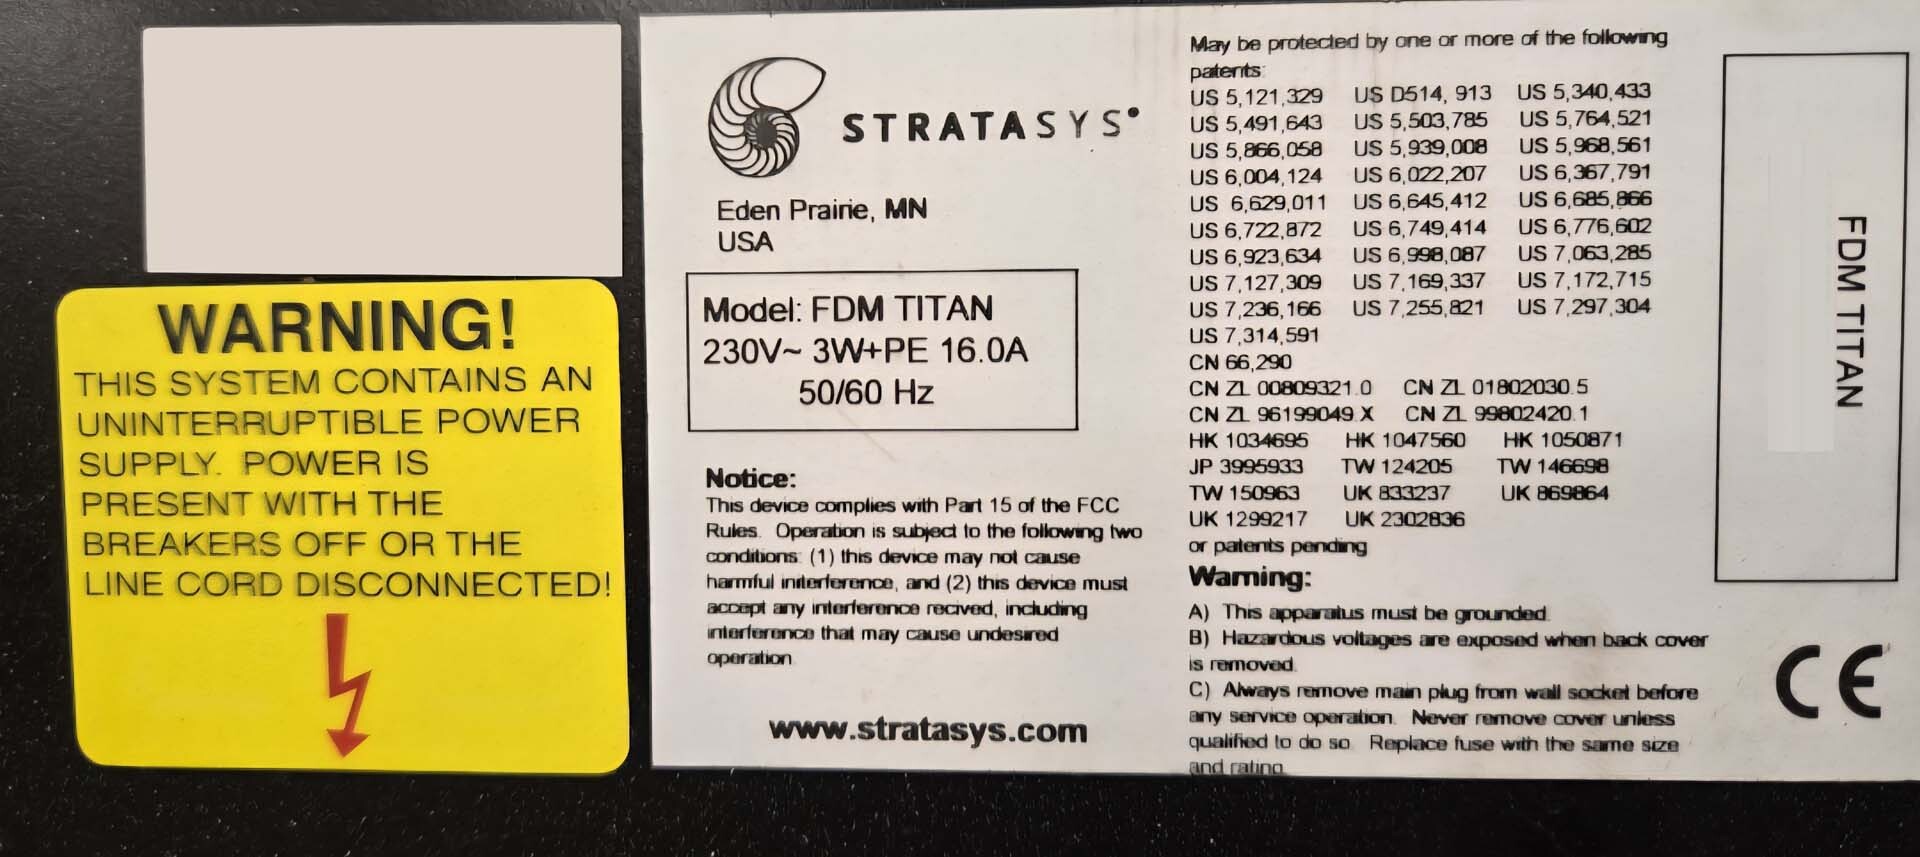 WARNING!
THIS SYSTEM CONTAINS AN
UNINTERRUPTIBLE POWER
SUPPLY. POWER IS
PRESENT WITH THE
BREAKERS OFF OR THE
LINE CORD DISCONNECTED!
STRATASYS
Eden Prairie, MN
USA
Model: FDM TITAN
230V~ 3W+PE 16.0A
50/60 Hz
Notice:
This device complies with Part 15 of the FCC
Rules. Operation is subject to the following two
conditions: (1) this device may not cause
harmful initerference, and (2) this device must
accept any interference recived, including
interference that may cause undesired
operation.
www.stratasys.com
May be protected by one or more of the following
patents:
US 5,121,329 US D514, 913 US 5,340,433
US 5,491,643 US 5,503,785 US 5,764,521
US 5,866,058 US 5,939,008 US 5,968,561
US 6,004,124 US 6,022,207 US 6,367,791
US 6,629,011 US 6,645,412 US 6,685,866
US 6,722,872 US 6,749,414 US 6,776,602
US 6,923,634 US 6,998,087 US 7,063,285
US 7,127,309 US 7,169,337 US 7,172,715
US 7,236,166 US 7,255,821 US 7,297,304
US 7,314,591
CN 66,290
CN ZL 00809321.0 CN ZL 01802030.5
CN ZL 96199049.X CN ZL 99802420.1
HK 1034695 HK 1047560 HK 1050871
JP 3995933 TW 124205 TW 146698
TW 150963 UK 833237 UK 869864
UK 1299217 UK 2302836
or patents pending
Warning:
A) This apparatus must be grounded.
B) Hazardous voltages are exposed when back cover
is removed.
C) Always remove main plug from wall socket before
any service operation. Never remove cover unless
qualified to do so. Replace fuse with the same size
and rating.
FDM TITAN
CE